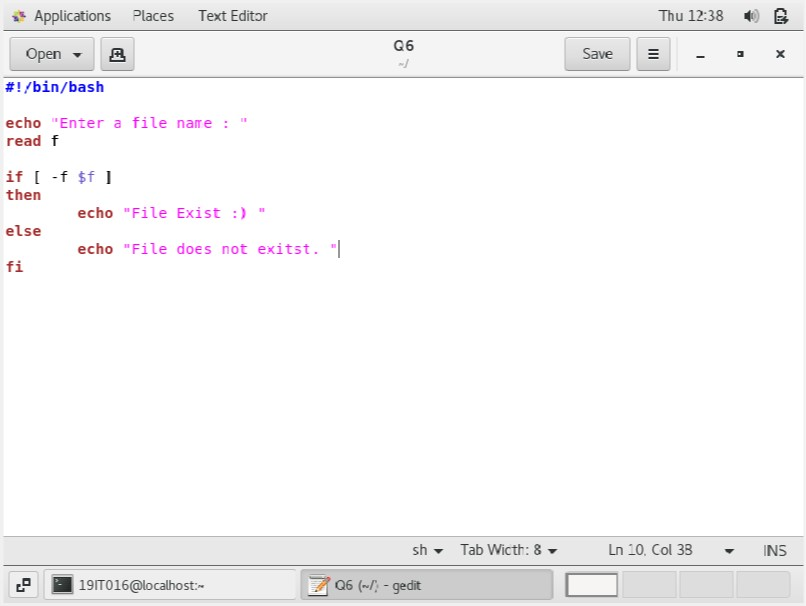 Applications Places Text Editor Thu 12:38
Open Q6 Save
~/
#!/bin/bash
echo "Enter a file name : "
read f
if [ -f $f ]
then
echo "File Exist :) "
else
echo "File does not exitst. "
fi
sh Tab Width: 8 Ln 10, Col 38 INS
19IT016@localhost:~ Q6 (~/) - gedit